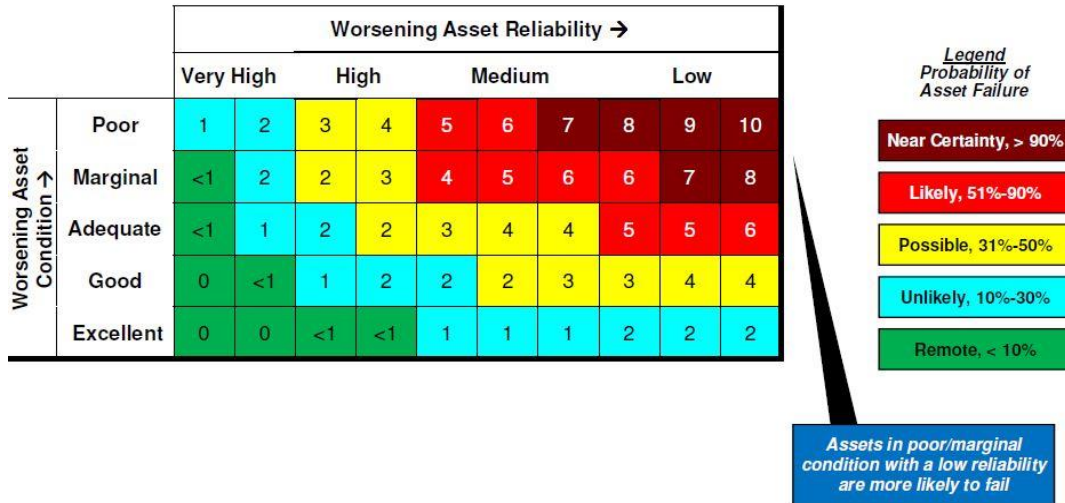 Worsening Asset Reliability →
Very High High Medium Low
Worsening Asset
Condition →
Poor 1 2 3 4 5 6 7 8 9 10
Marginal <1 2 2 3 4 5 6 6 7 8
Adequate <1 1 2 2 3 4 4 5 5 6
Good 0 <1 1 2 2 2 3 3 4 4
Excellent 0 0 <1 <1 1 1 1 2 2 2
Legend
Probability of
Asset Failure
Near Certainty, > 90%
Likely, 51%-90%
Possible, 31%-50%
Unlikely, 10%-30%
Remote, < 10%
Assets in poor/marginal
condition with a low reliability
are more likely to fail